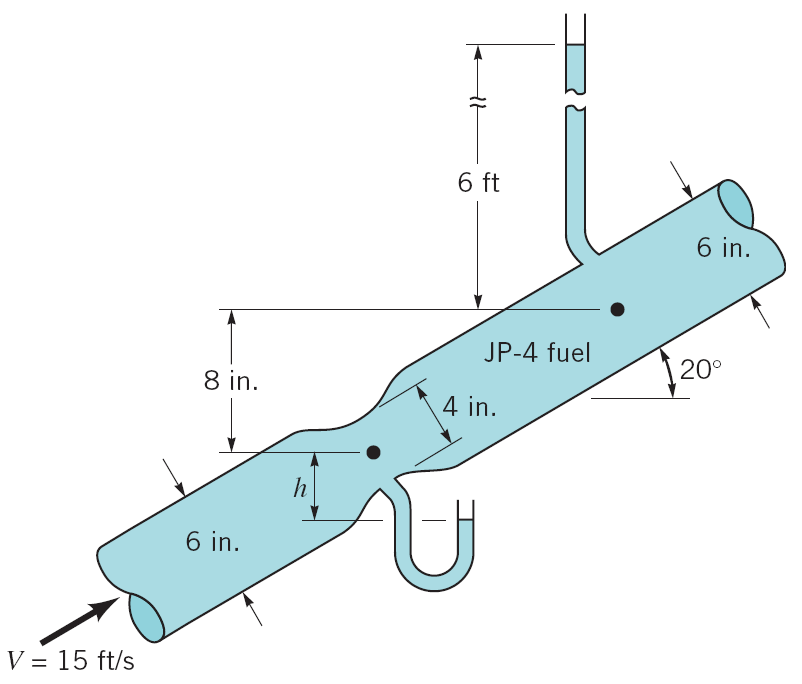 6 ft
6 in.
8 in.
JP-4 fuel
20°
4 in.
h
6 in.
V = 15 ft/s